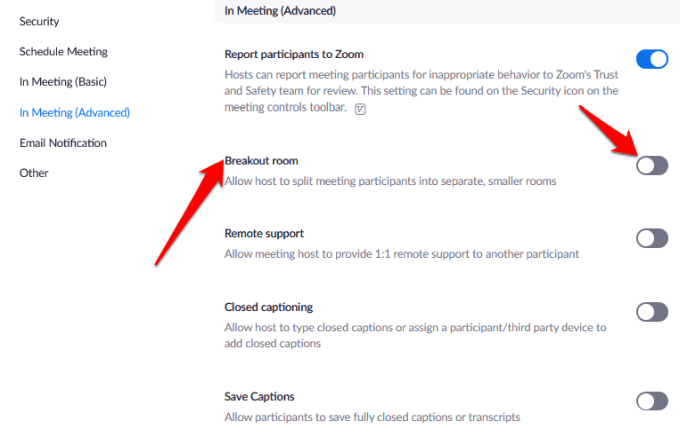 Security
Schedule Meeting
In Meeting (Basic)
In Meeting (Advanced)
Email Notification
Other
In Meeting (Advanced)
Report participants to Zoom
Hosts can report meeting participants for inappropriate behavior to Zoom's Trust
and Safety team for review. This setting can be found on the Security icon on the
meeting controls toolbar.
Breakout room
Allow host to split meeting participants into separate, smaller rooms
Remote support
Allow meeting host to provide 1:1 remote support to another participant
Closed captioning
Allow host to type closed captions or assign a participant/third party device to
add closed captions
Save Captions
Allow participants to save fully closed captions or transcripts